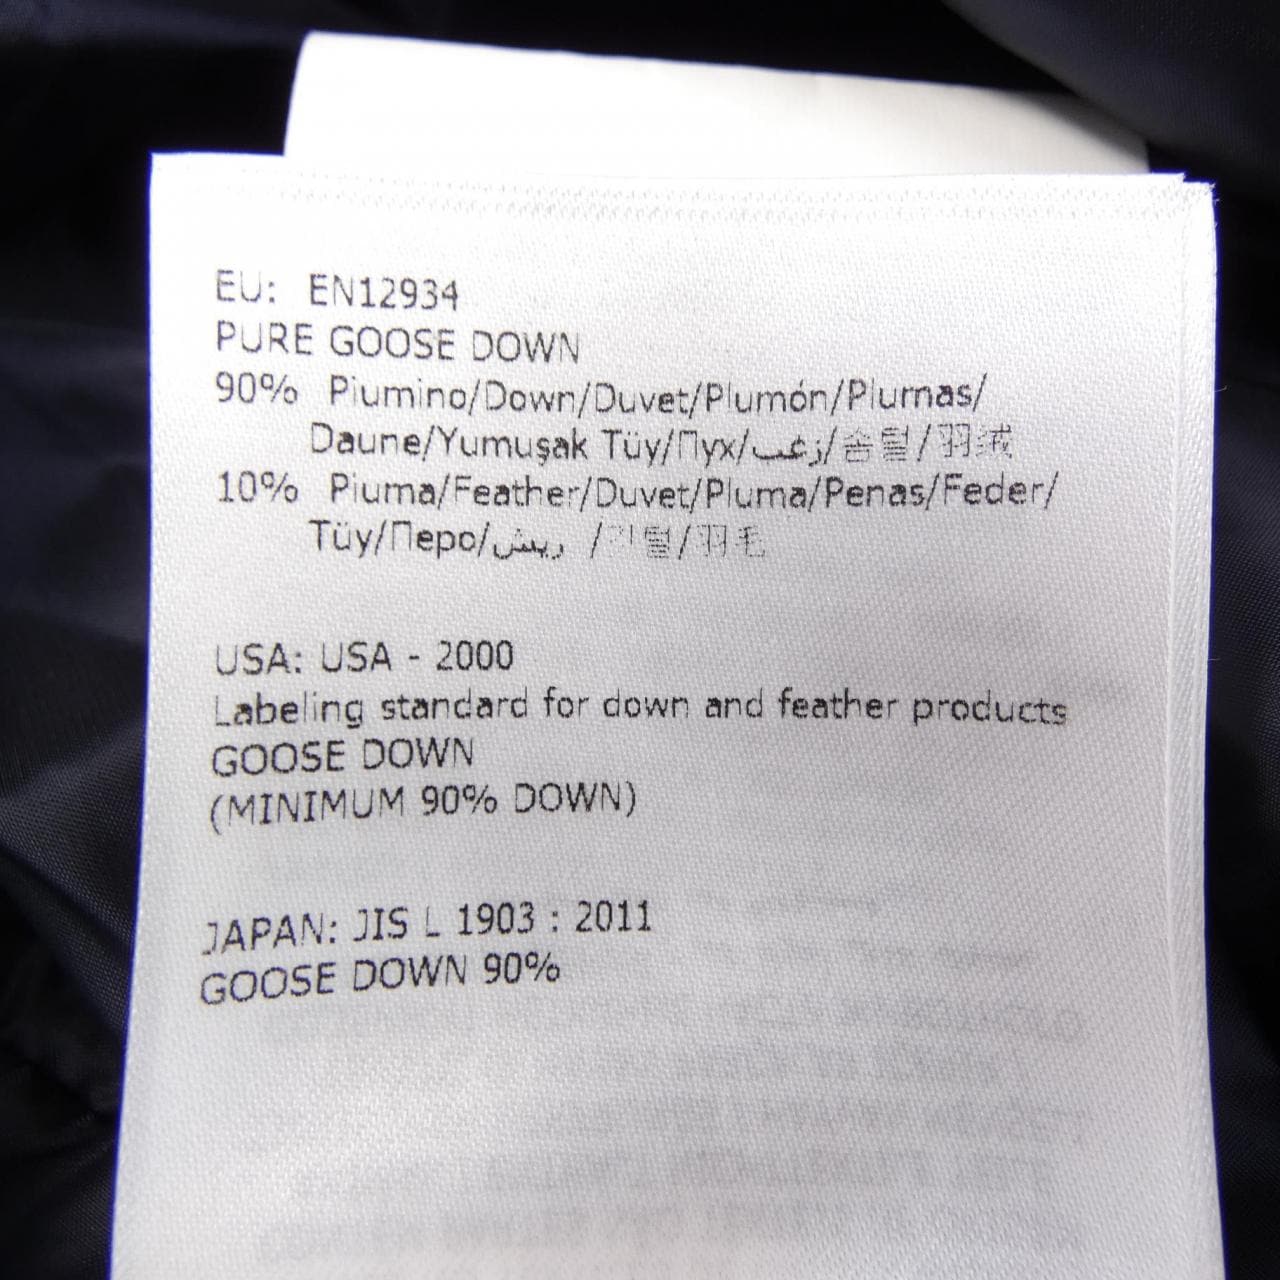 EU: EN12934
PURE GOOSE DOWN
90% Piumino/Down/Duvet/Plumón/Plumas/
Daune/Yumuşak Tüy/Пух/زغب/솜털/羽绒
10% Piuma/Feather/Duvet/Pluma/Penas/Feder/
Tüy/Перо/ريش /깃털/羽毛
USA: USA - 2000
Labeling standard for down and feather products
GOOSE DOWN
(MINIMUM 90% DOWN)
JAPAN: JIS L 1903 : 2011
GOOSE DOWN 90%